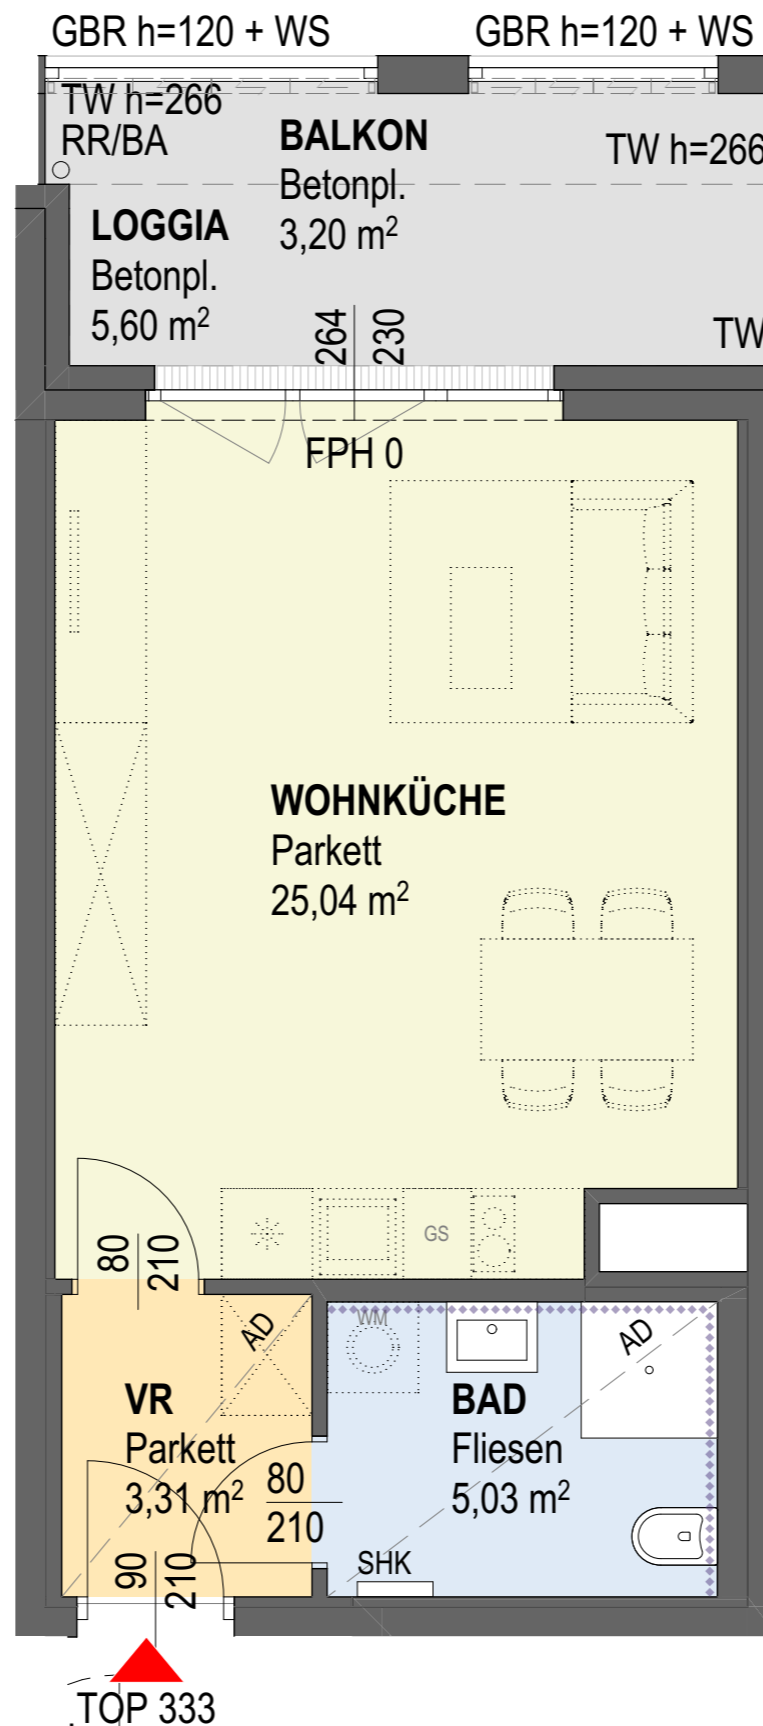 GBR h=120 + WS
GBR h=120 + WS
TW h=266
RR/BA
BALKON
Betonpl.
3,20 m²
TW h=266
LOGGIA
Betonpl.
5,60 m²
264
230
TW
FPH 0
WOHNKÜCHE
Parkett
25,04 m²
GS
80
210
AD
WM
AD
VR
Parkett
3,31 m²
BAD
Fliesen
5,03 m²
80
210
90
210
SHK
TOP 333